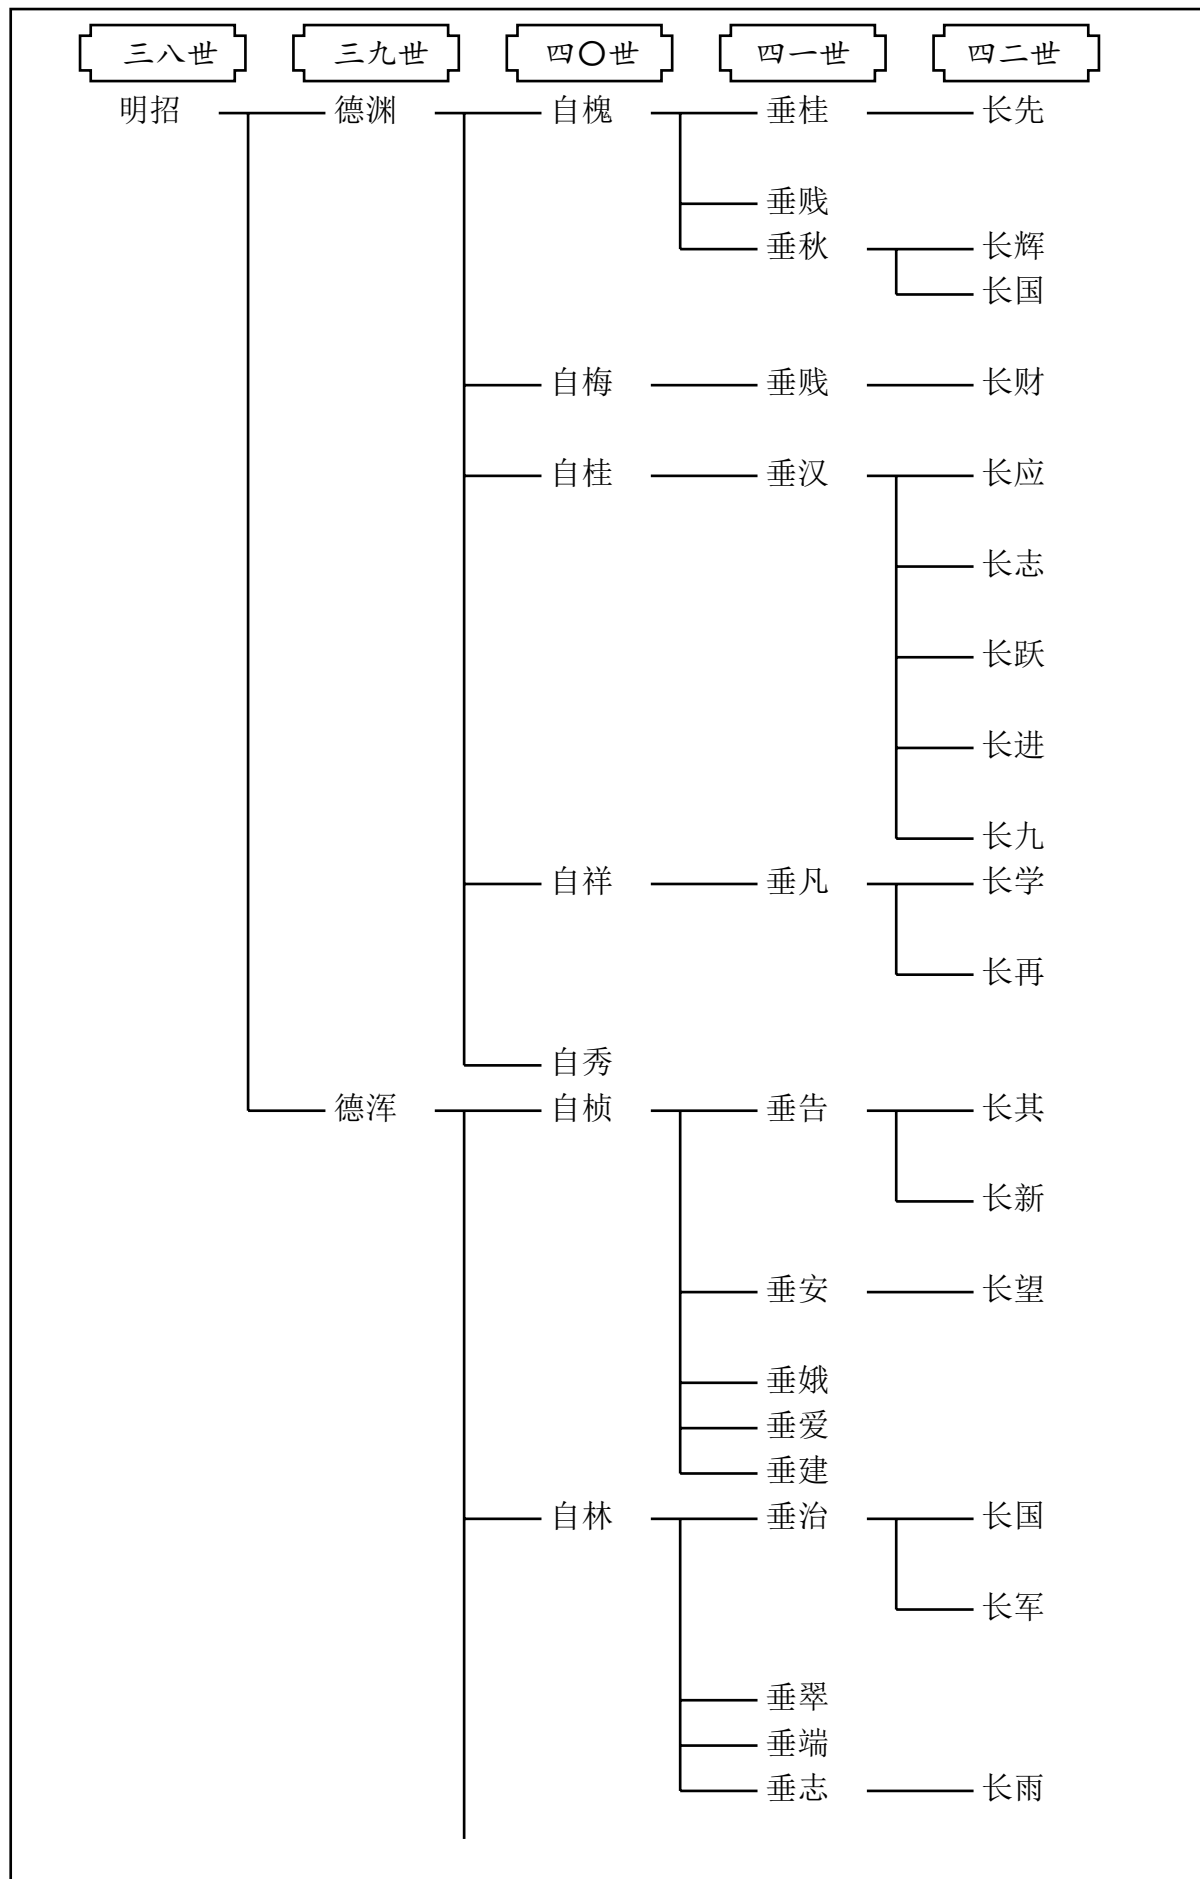 三八世 三九世 四〇世 四一世 四二世
明招 德渊 自槐 垂桂 长先
垂贱
垂秋 长辉
长国
自梅 垂贱 长财
自桂 垂汉 长应
长志
长跃
长进
长九
自祥 垂凡 长学
长再
自秀
德浑 自桢 垂告 长其
长新
垂安 长望
垂娥
垂爱
垂建
自林 垂治 长国
长军
垂翠
垂端
垂志 长雨